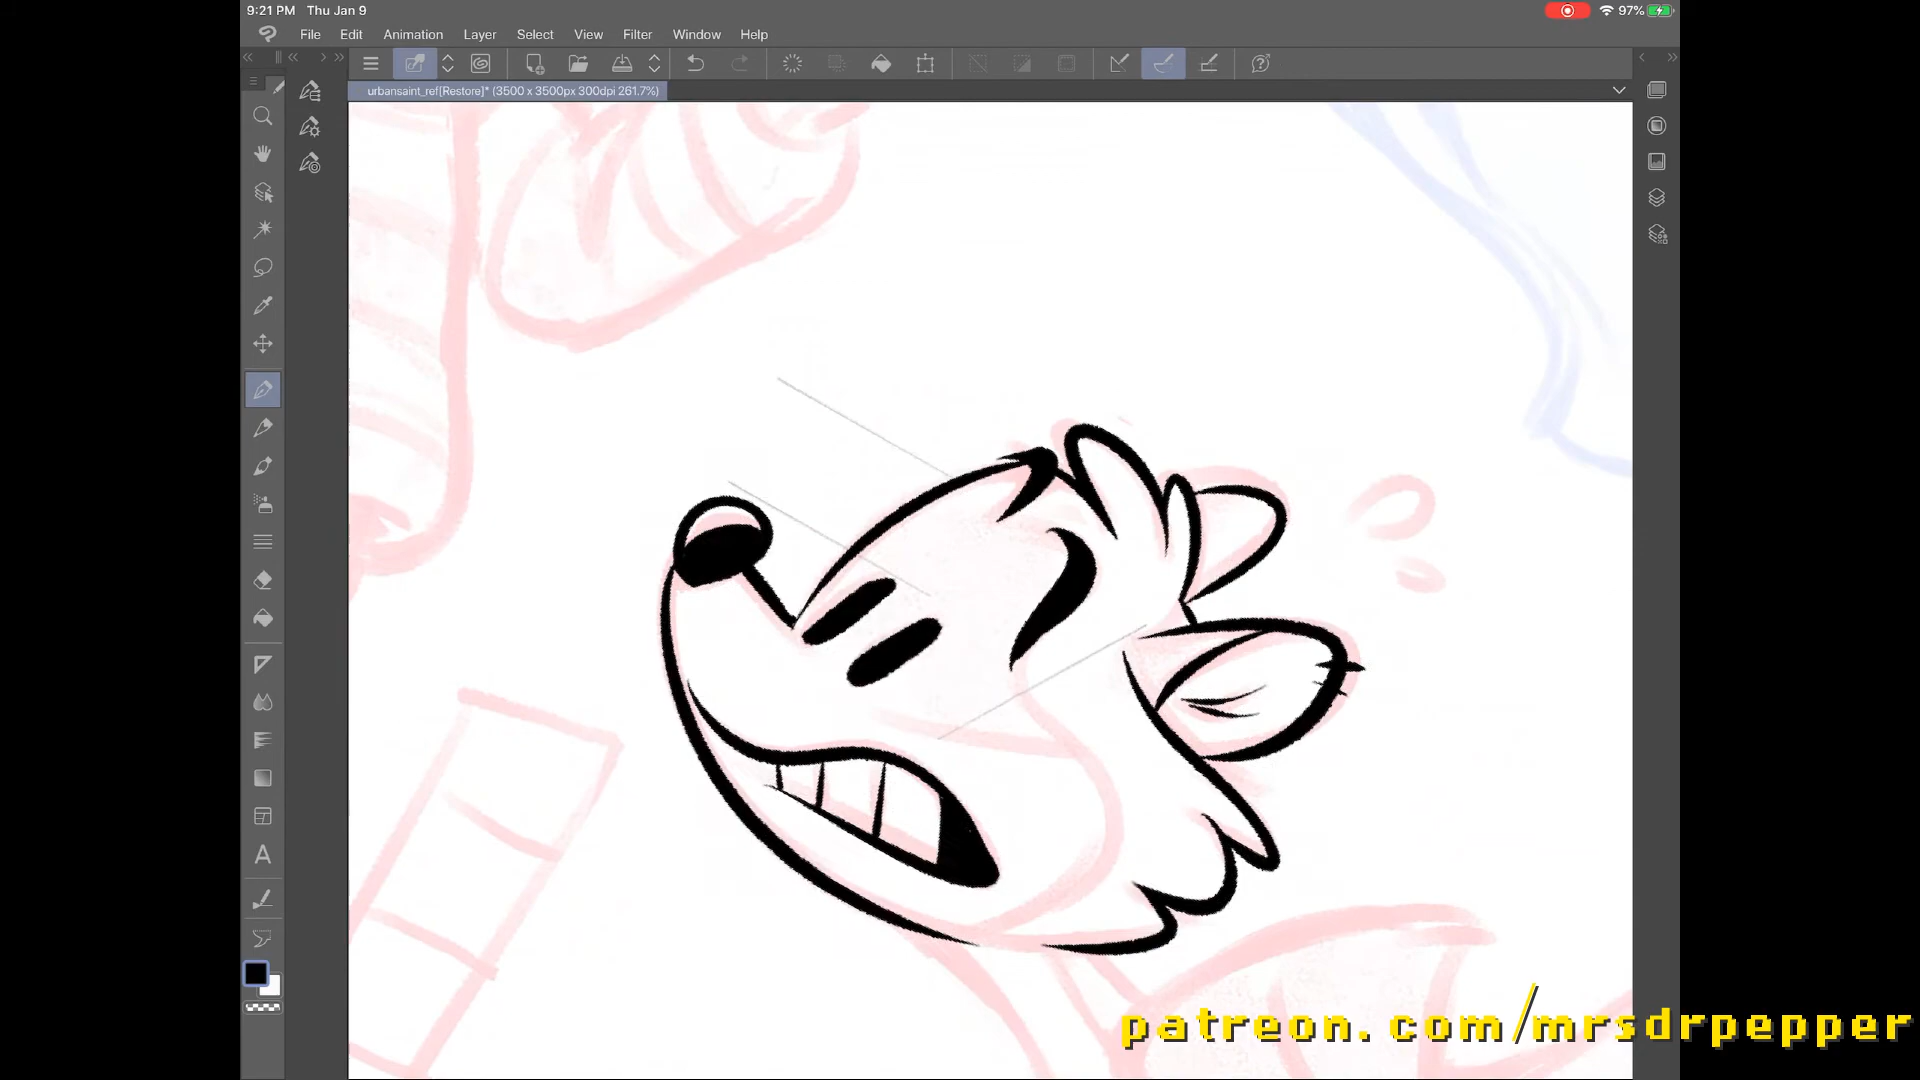 9:21 PM Thu Jan 9
97%
File Edit Animation Layer Select View Filter Window Help
urbansaint_ref[Restore]* (3500 x 3500px 300dpi 261.7%)
patreon.com/mrsdrpepper